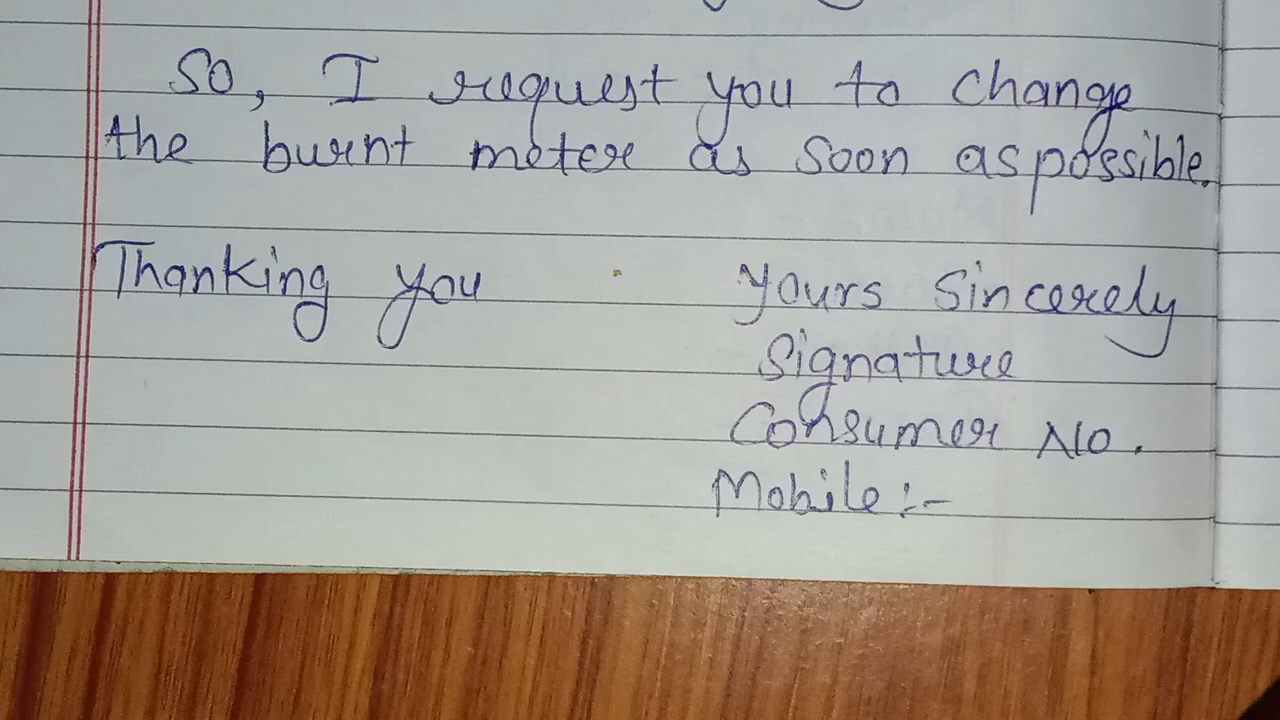 So, I request you to change
the burnt meter as soon as possible.
Thanking you yours sincerely
Signature
Consumer No.
Mobile :-